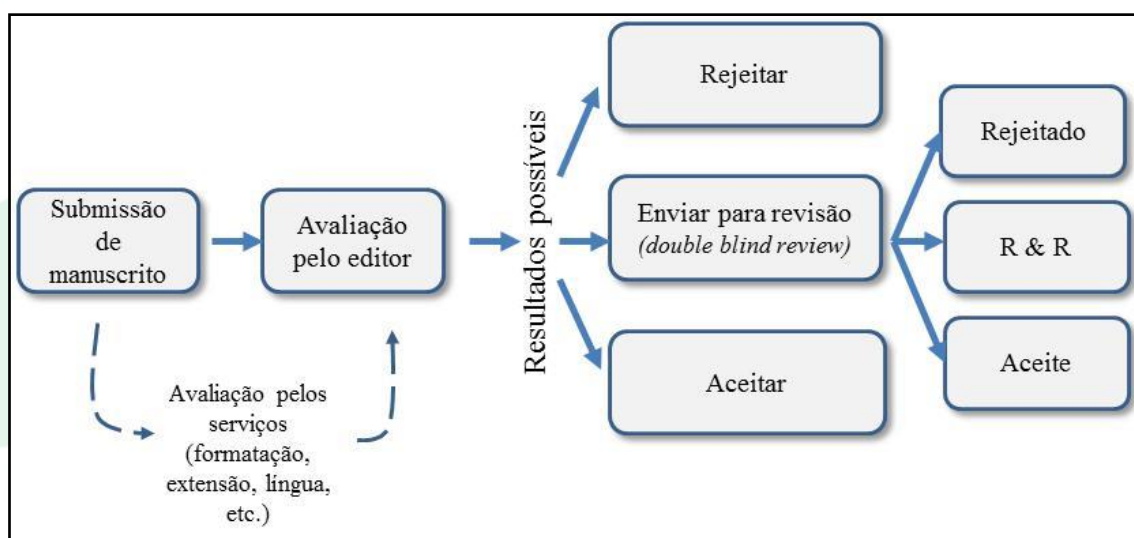 Submissão
de
manuscrito
Avaliação
pelo editor
Avaliação pelos
serviços
(formatação,
extensão, língua,
etc.)
Resultados possíveis
Rejeitar
Enviar para revisão
(double blind review)
Aceitar
Rejeitado
R & R
Aceite